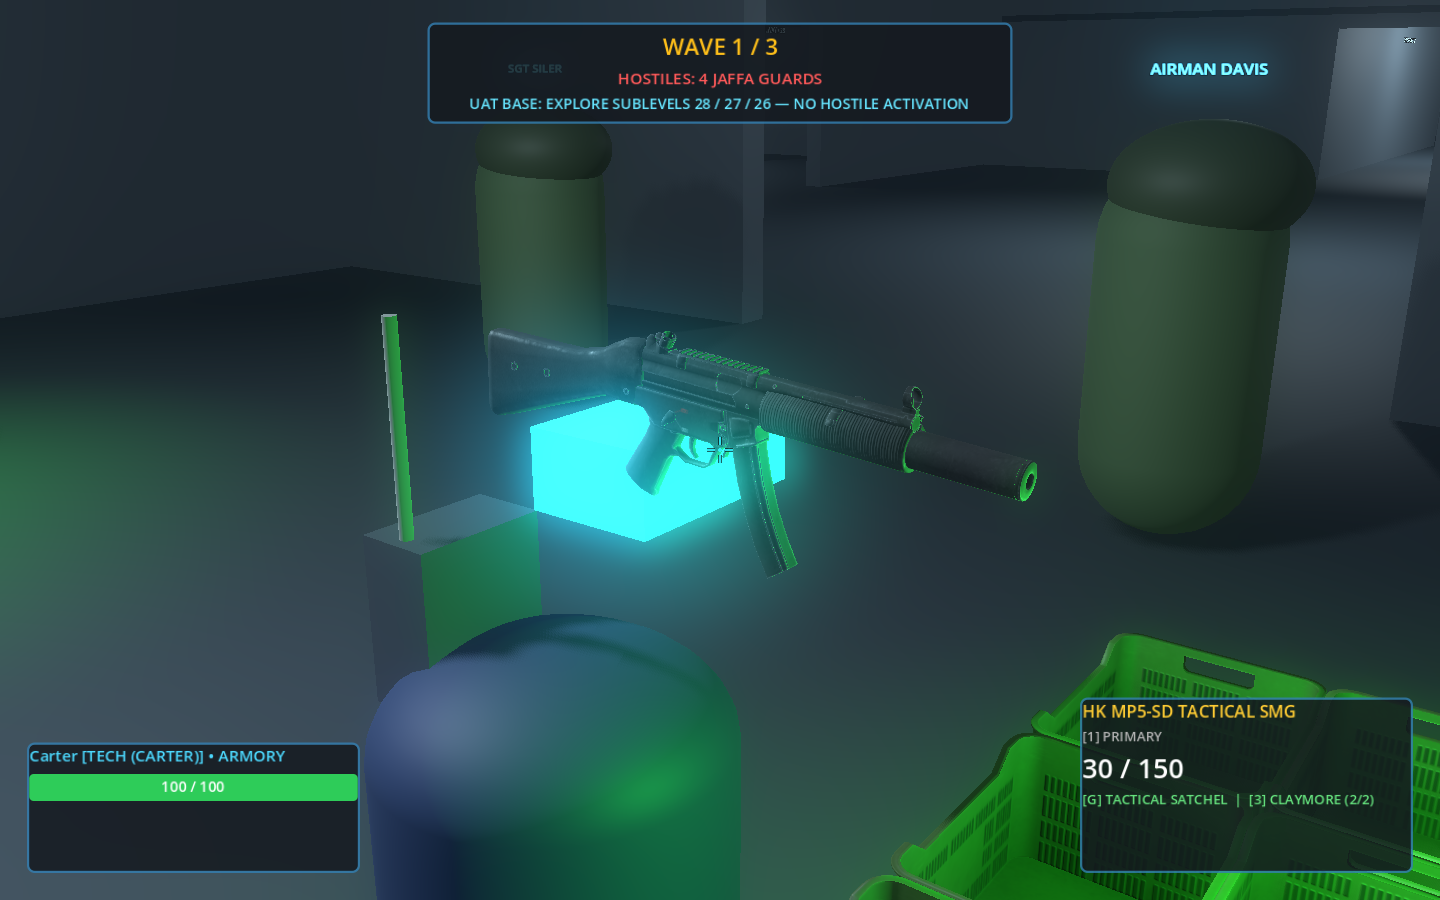 WAVE 1 / 3
SGT SILER
HOSTILES: 4 JAFFA GUARDS
AIRMAN DAVIS
UAT BASE: EXPLORE SUBLEVELS 28 / 27 / 26 — NO HOSTILE ACTIVATION
Carter [TECH (CARTER)] • ARMORY
100 / 100
HK MP5-SD TACTICAL SMG
[1] PRIMARY
30 / 150
[G] TACTICAL SATCHEL | [3] CLAYMORE (2/2)